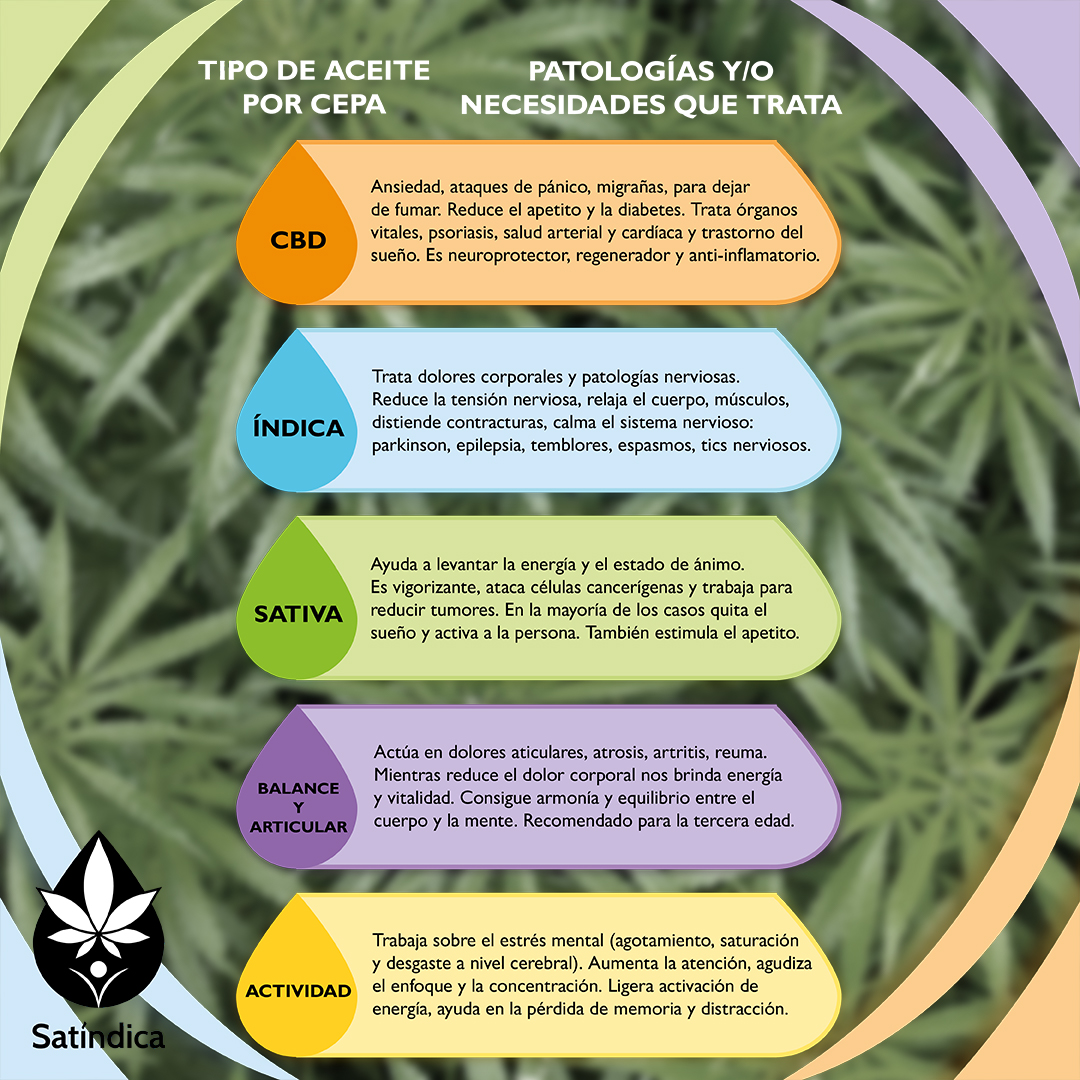 TIPO DE ACEITE
POR CEPA
PATOLOGÍAS Y/O
NECESIDADES QUE TRATA
CBD
Ansiedad, ataques de pánico, migrañas, para dejar
de fumar. Reduce el apetito y la diabetes. Trata órganos
vitales, psoriasis, salud arterial y cardíaca y trastorno del
sueño. Es neuroprotector, regenerador y anti-inflamatorio.
ÍNDICA
Trata dolores corporales y patologías nerviosas.
Reduce la tensión nerviosa, relaja el cuerpo, músculos,
distiende contracturas, calma el sistema nervioso:
parkinson, epilepsia, temblores, espasmos, tics nerviosos.
SATIVA
Ayuda a levantar la energía y el estado de ánimo.
Es vigorizante, ataca células cancerígenas y trabaja para
reducir tumores. En la mayoría de los casos quita el
sueño y activa a la persona. También estimula el apetito.
BALANCE
Y
ARTICULAR
Actúa en dolores aticulares, atrosis, artritis, reuma.
Mientras reduce el dolor corporal nos brinda energía
y vitalidad. Consigue armonía y equilibrio entre el
cuerpo y la mente. Recomendado para la tercera edad.
ACTIVIDAD
Trabaja sobre el estrés mental (agotamiento, saturación
y desgaste a nivel cerebral). Aumenta la atención, agudiza
el enfoque y la concentración. Ligera activación de
energía, ayuda en la pérdida de memoria y distracción.
Satíndica